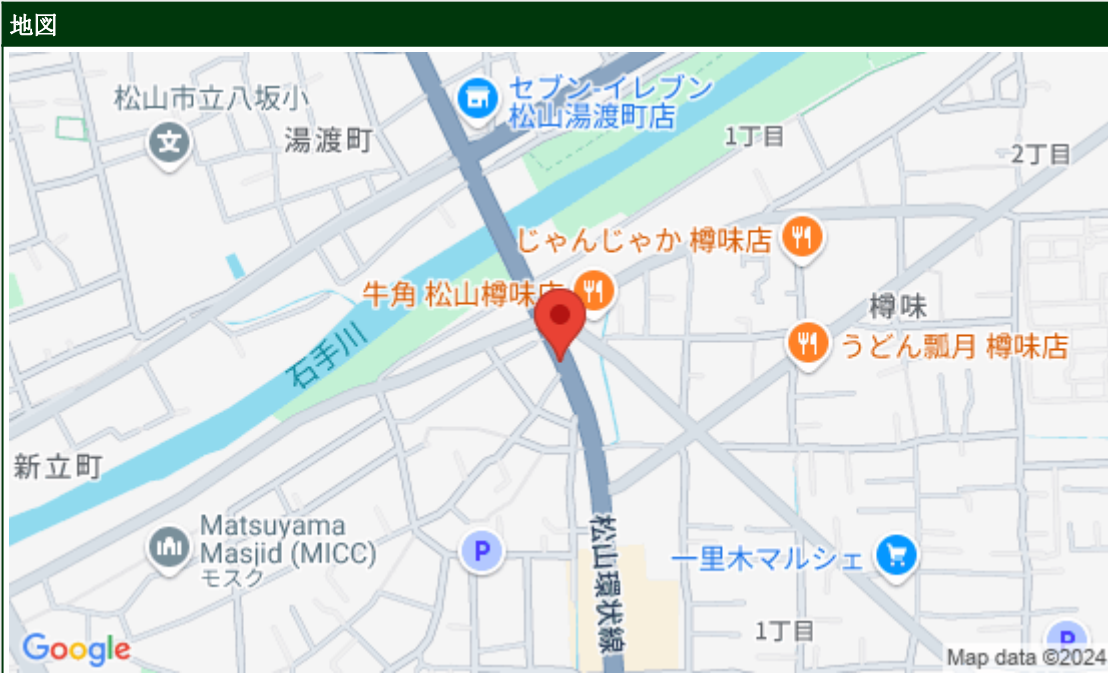 地図
松山市立八坂小
湯渡町
セブン-イレブン
松山湯渡町店
1丁目
2丁目
じゃんじゃか 樽味店
牛角 松山樽味店
樽味
うどん瓢月 樽味店
石手川
新立町
Matsuyama
Masjid (MICC)
モスク
P
松山環状線
一里木マルシェ
1丁目
P
Google
Map data ©2024